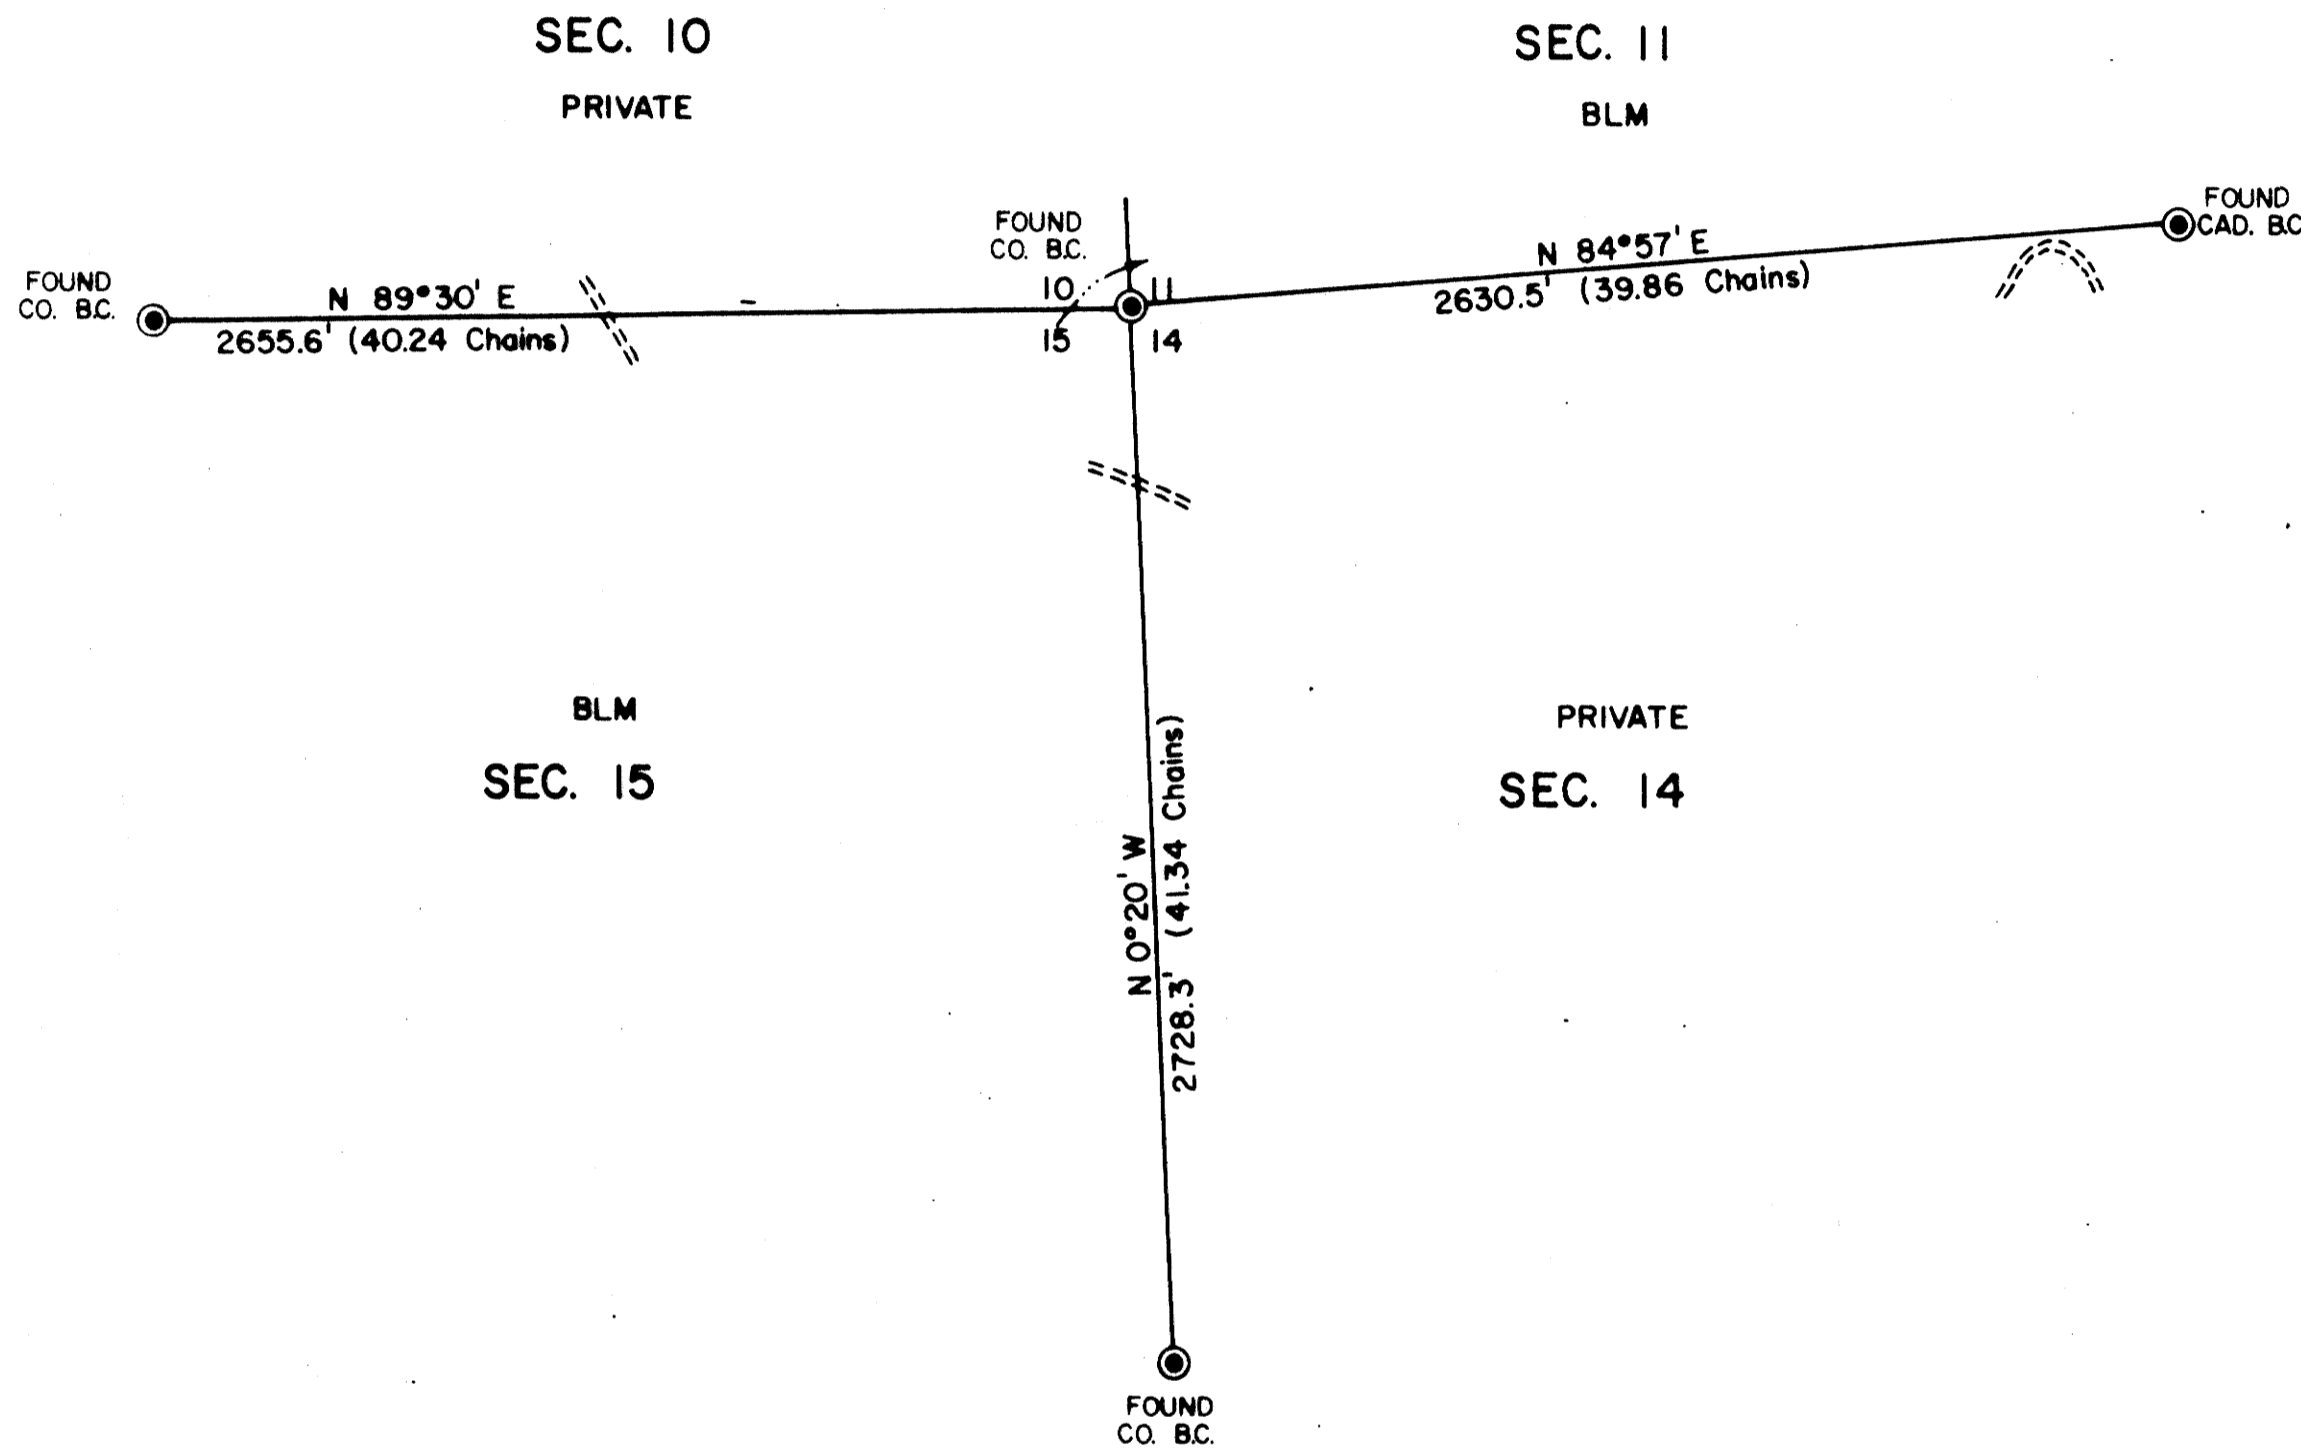 SEC. 10
SEC. 11
PRIVATE
BLM
FOUND
CO. B.C.
FOUND
CAD. B.C
FOUND
CO. B.C.
N 89°30' E
2655.6' (40.24 Chains)
10
11
15
14
N 84°57' E
2630.5' (39.86 Chains)
BLM
SEC. 15
PRIVATE
SEC. 14
N 0°20' W
2728.3' (41.34 Chains)
FOUND
CO. B.C.